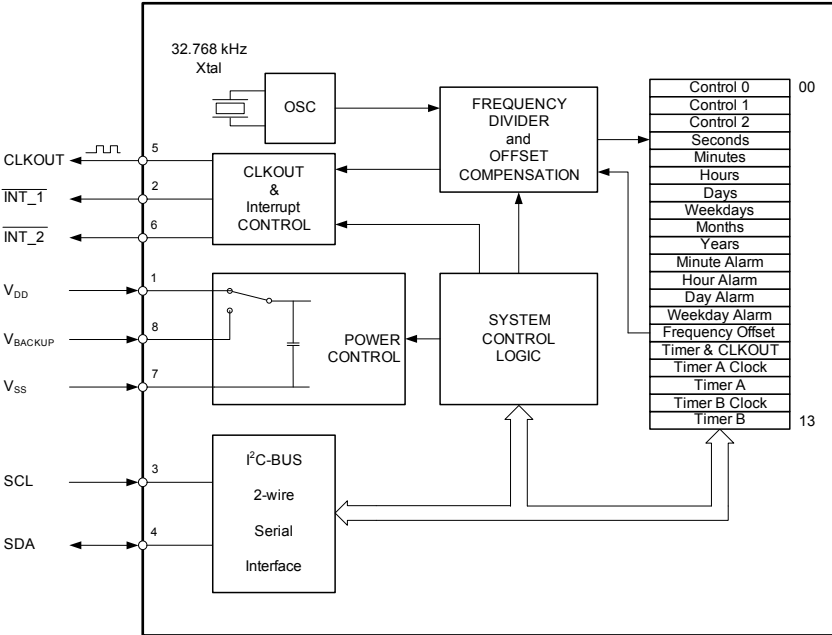 32.768 kHz
Xtal
OSC
FREQUENCY
DIVIDER
and
OFFSET
COMPENSATION
CLKOUT
5
INT_1
2
INT_2
6
CLKOUT
&
Interrupt
CONTROL
V_DD
1
V_BACKUP
8
V_SS
7
POWER
CONTROL
SYSTEM
CONTROL
LOGIC
SCL
3
SDA
4
I²C-BUS
2-wire
Serial
Interface
Control 0 00
Control 1
Control 2
Seconds
Minutes
Hours
Days
Weekdays
Months
Years
Minute Alarm
Hour Alarm
Day Alarm
Weekday Alarm
Frequency Offset
Timer & CLKOUT
Timer A Clock
Timer A
Timer B Clock
Timer B 13